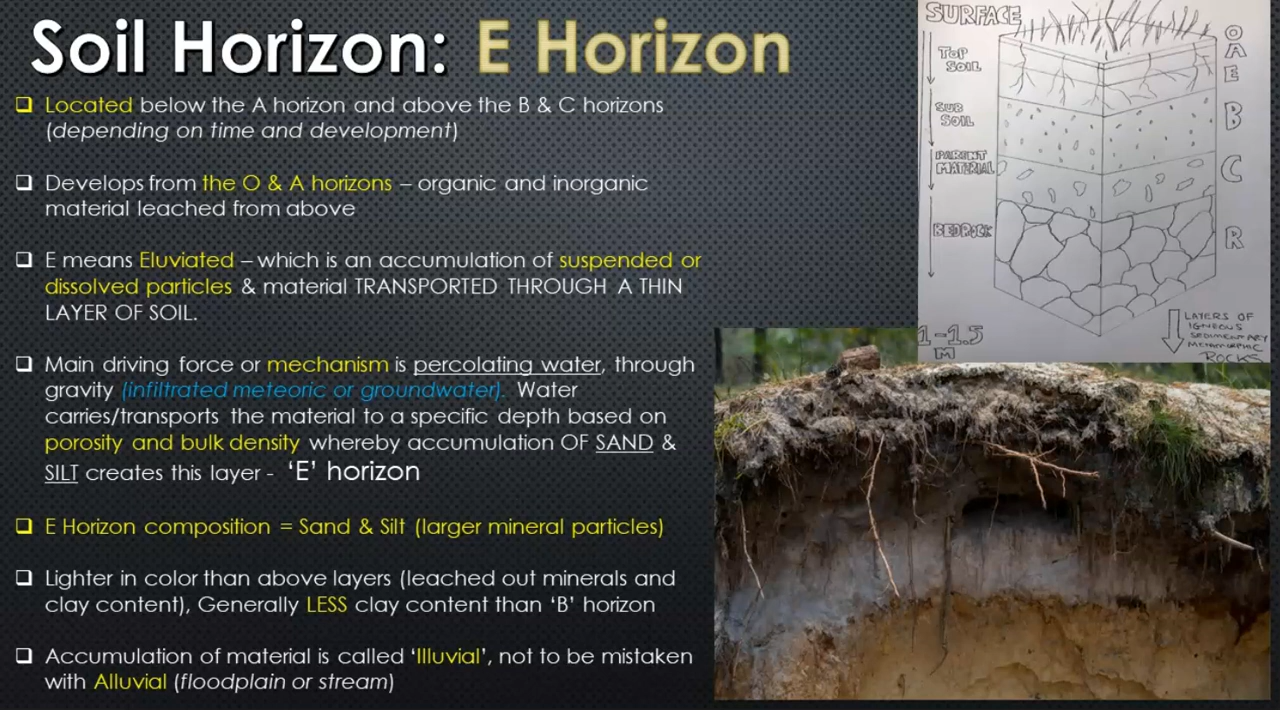 Soil Horizon: E Horizon
Located below the A horizon and above the B & C horizons
(depending on time and development)
Develops from the O & A horizons – organic and inorganic
material leached from above
E means Eluviated – which is an accumulation of suspended or
dissolved particles & material TRANSPORTED THROUGH A THIN
LAYER OF SOIL.
Main driving force or mechanism is percolating water, through
gravity (infiltrated meteoric or groundwater). Water
carries/transports the material to a specific depth based on
porosity and bulk density whereby accumulation OF SAND &
SILT creates this layer - ‘E’ horizon
E Horizon composition = Sand & Silt (larger mineral particles)
Lighter in color than above layers (leached out minerals and
clay content), Generally LESS clay content than ‘B’ horizon
Accumulation of material is called ‘Illuvial’, not to be mistaken
with Alluvial (floodplain or stream)
SURFACE
TOP
SOIL
SUB
SOIL
PARENT
MATERIAL
BEDROCK
O
A
E
B
C
R
1-1.5
M
LAYERS OF
IGNEOUS
SEDIMENTARY
METAMORPHIC
ROCKS